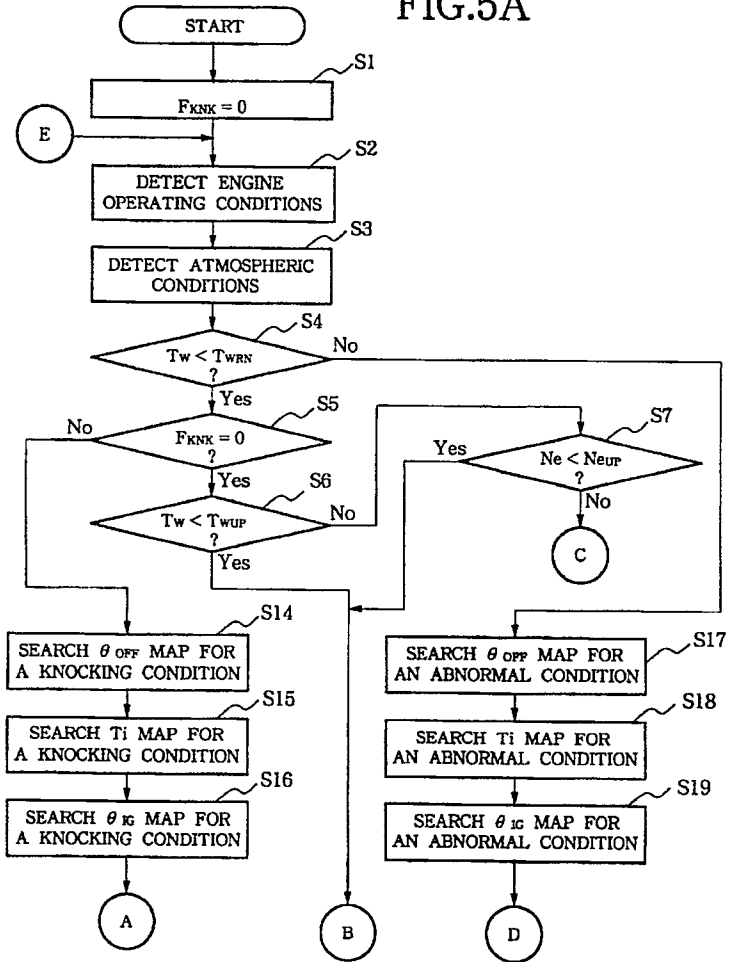 FIG.5A
START
S1
FKNK = 0
E
S2
DETECT ENGINE
OPERATING CONDITIONS
S3
DETECT ATMOSPHERIC
CONDITIONS
S4
TW < TWRN
?
No
Yes
S5
FKNK = 0
?
No
Yes
S6
TW < TWUP
?
No
Yes
S7
Ne < NeUP
?
Yes
No
C
S14
SEARCH θ OFF MAP FOR
A KNOCKING CONDITION
S15
SEARCH Ti MAP FOR
A KNOCKING CONDITION
S16
SEARCH θ IG MAP FOR
A KNOCKING CONDITION
S17
SEARCH θ OFF MAP FOR
AN ABNORMAL CONDITION
S18
SEARCH Ti MAP FOR
AN ABNORMAL CONDITION
S19
SEARCH θ IG MAP FOR
AN ABNORMAL CONDITION
A
B
D